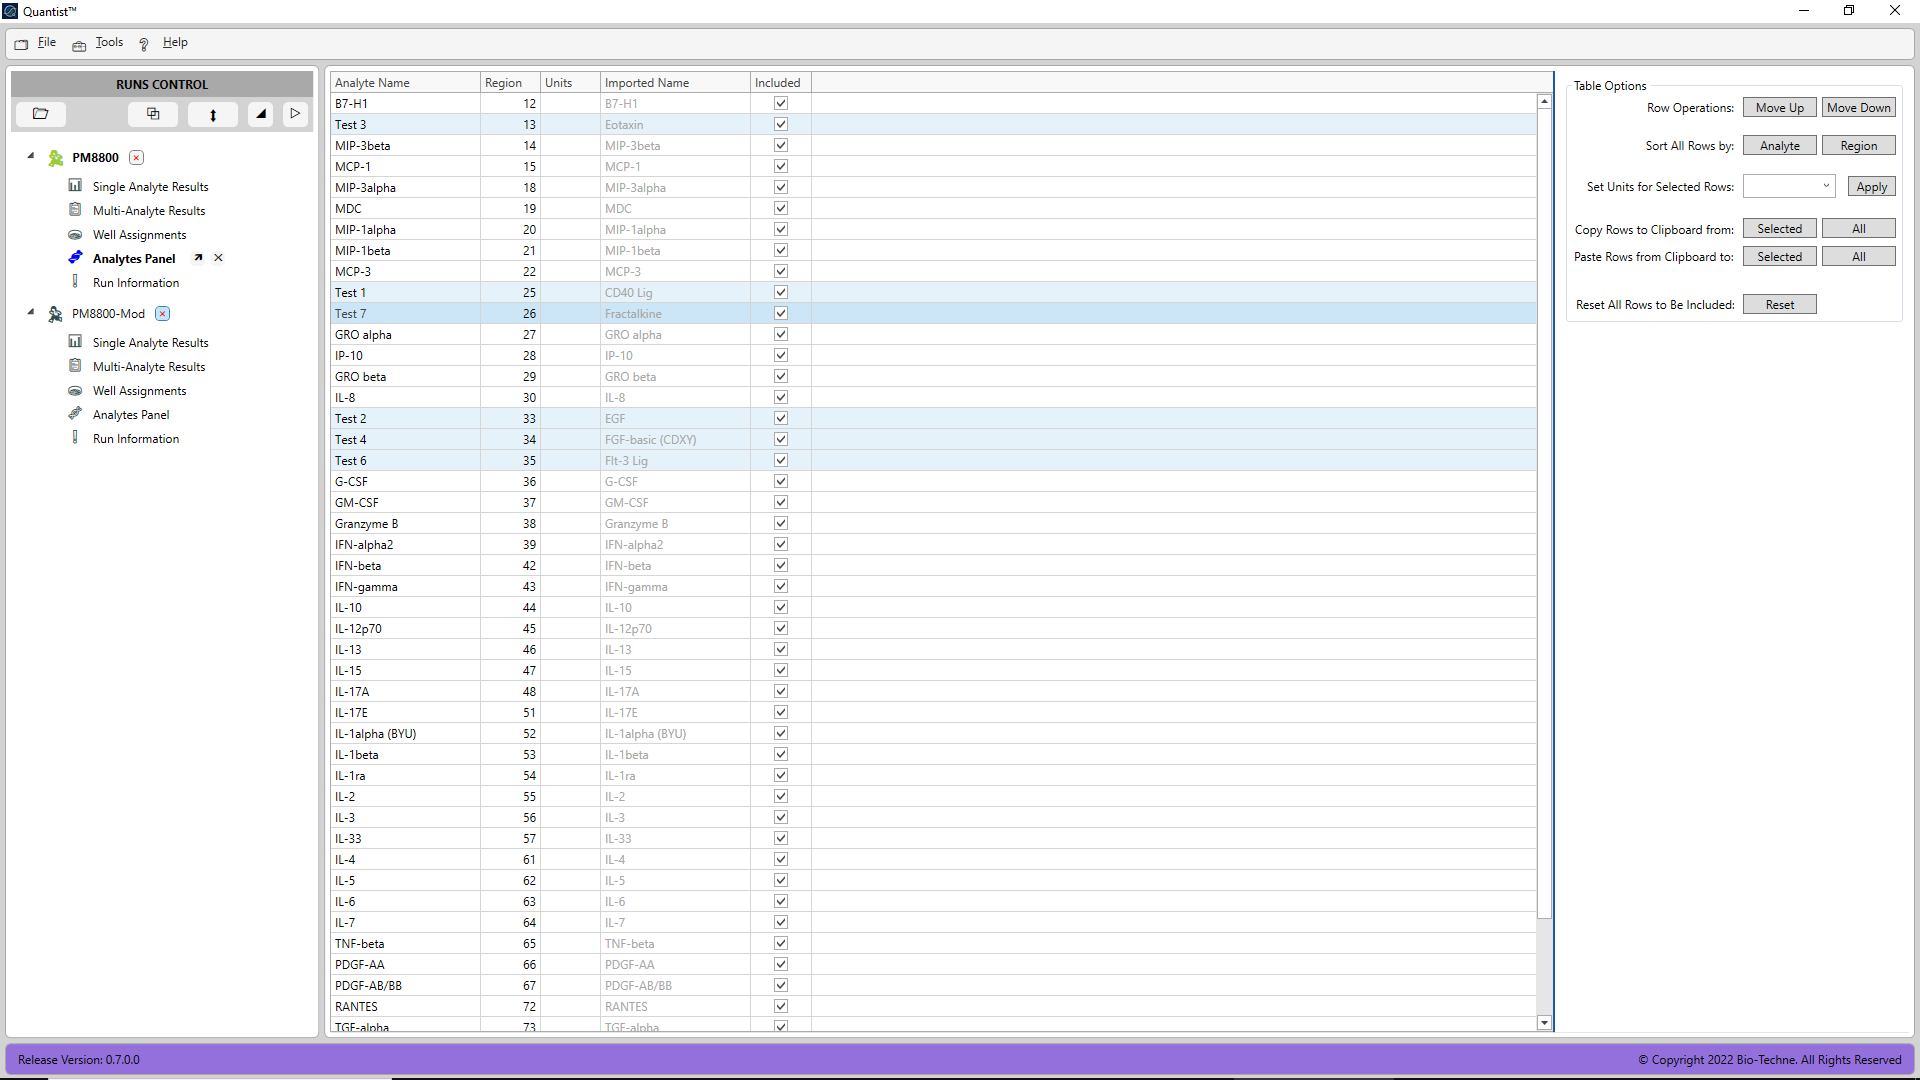 Quantist™
File Tools Help
RUNS CONTROL
PM8800
Single Analyte Results
Multi-Analyte Results
Well Assignments
Analytes Panel
Run Information
PM8800-Mod
Single Analyte Results
Multi-Analyte Results
Well Assignments
Analytes Panel
Run Information
Analyte Name Region Units Imported Name Included
B7-H1 12 B7-H1
Test 3 13 Eotaxin
MIP-3beta 14 MIP-3beta
MCP-1 15 MCP-1
MIP-3alpha 18 MIP-3alpha
MDC 19 MDC
MIP-1alpha 20 MIP-1alpha
MIP-1beta 21 MIP-1beta
MCP-3 22 MCP-3
Test 1 25 CD40 Lig
Test 7 26 Fractalkine
GRO alpha 27 GRO alpha
IP-10 28 IP-10
GRO beta 29 GRO beta
IL-8 30 IL-8
Test 2 33 EGF
Test 4 34 FGF-basic (CDXY)
Test 6 35 Flt-3 Lig
G-CSF 36 G-CSF
GM-CSF 37 GM-CSF
Granzyme B 38 Granzyme B
IFN-alpha2 39 IFN-alpha2
IFN-beta 42 IFN-beta
IFN-gamma 43 IFN-gamma
IL-10 44 IL-10
IL-12p70 45 IL-12p70
IL-13 46 IL-13
IL-15 47 IL-15
IL-17A 48 IL-17A
IL-17E 51 IL-17E
IL-1alpha (BYU) 52 IL-1alpha (BYU)
IL-1beta 53 IL-1beta
IL-1ra 54 IL-1ra
IL-2 55 IL-2
IL-3 56 IL-3
IL-33 57 IL-33
IL-4 61 IL-4
IL-5 62 IL-5
IL-6 63 IL-6
IL-7 64 IL-7
TNF-beta 65 TNF-beta
PDGF-AA 66 PDGF-AA
PDGF-AB/BB 67 PDGF-AB/BB
RANTES 72 RANTES
TGF-alpha 73 TGF-alpha
Table Options
Row Operations: Move Up Move Down
Sort All Rows by: Analyte Region
Set Units for Selected Rows: Apply
Copy Rows to Clipboard from: Selected All
Paste Rows from Clipboard to: Selected All
Reset All Rows to Be Included: Reset
Release Version: 0.7.0.0
© Copyright 2022 Bio-Techne. All Rights Reserved